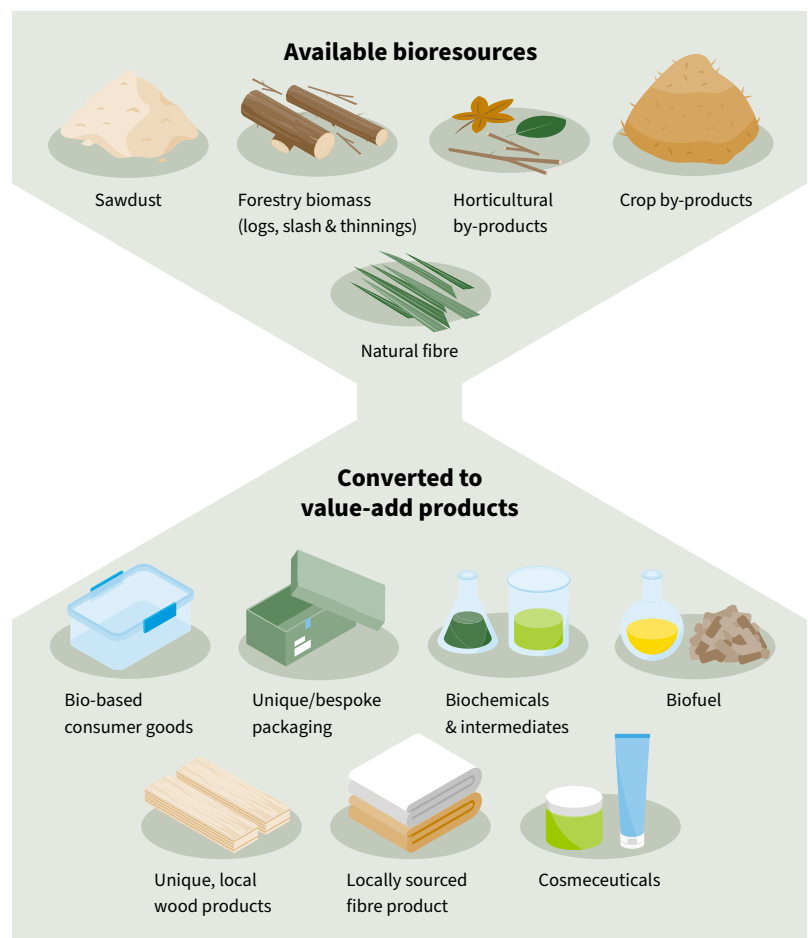 Available bioresources
Sawdust
Forestry biomass
(logs, slash & thinnings)
Horticultural
by-products
Crop by-products
Natural fibre
Converted to
value-add products
Bio-based
consumer goods
Unique/bespoke
packaging
Biochemicals
& intermediates
Biofuel
Unique, local
wood products
Locally sourced
fibre product
Cosmeceuticals